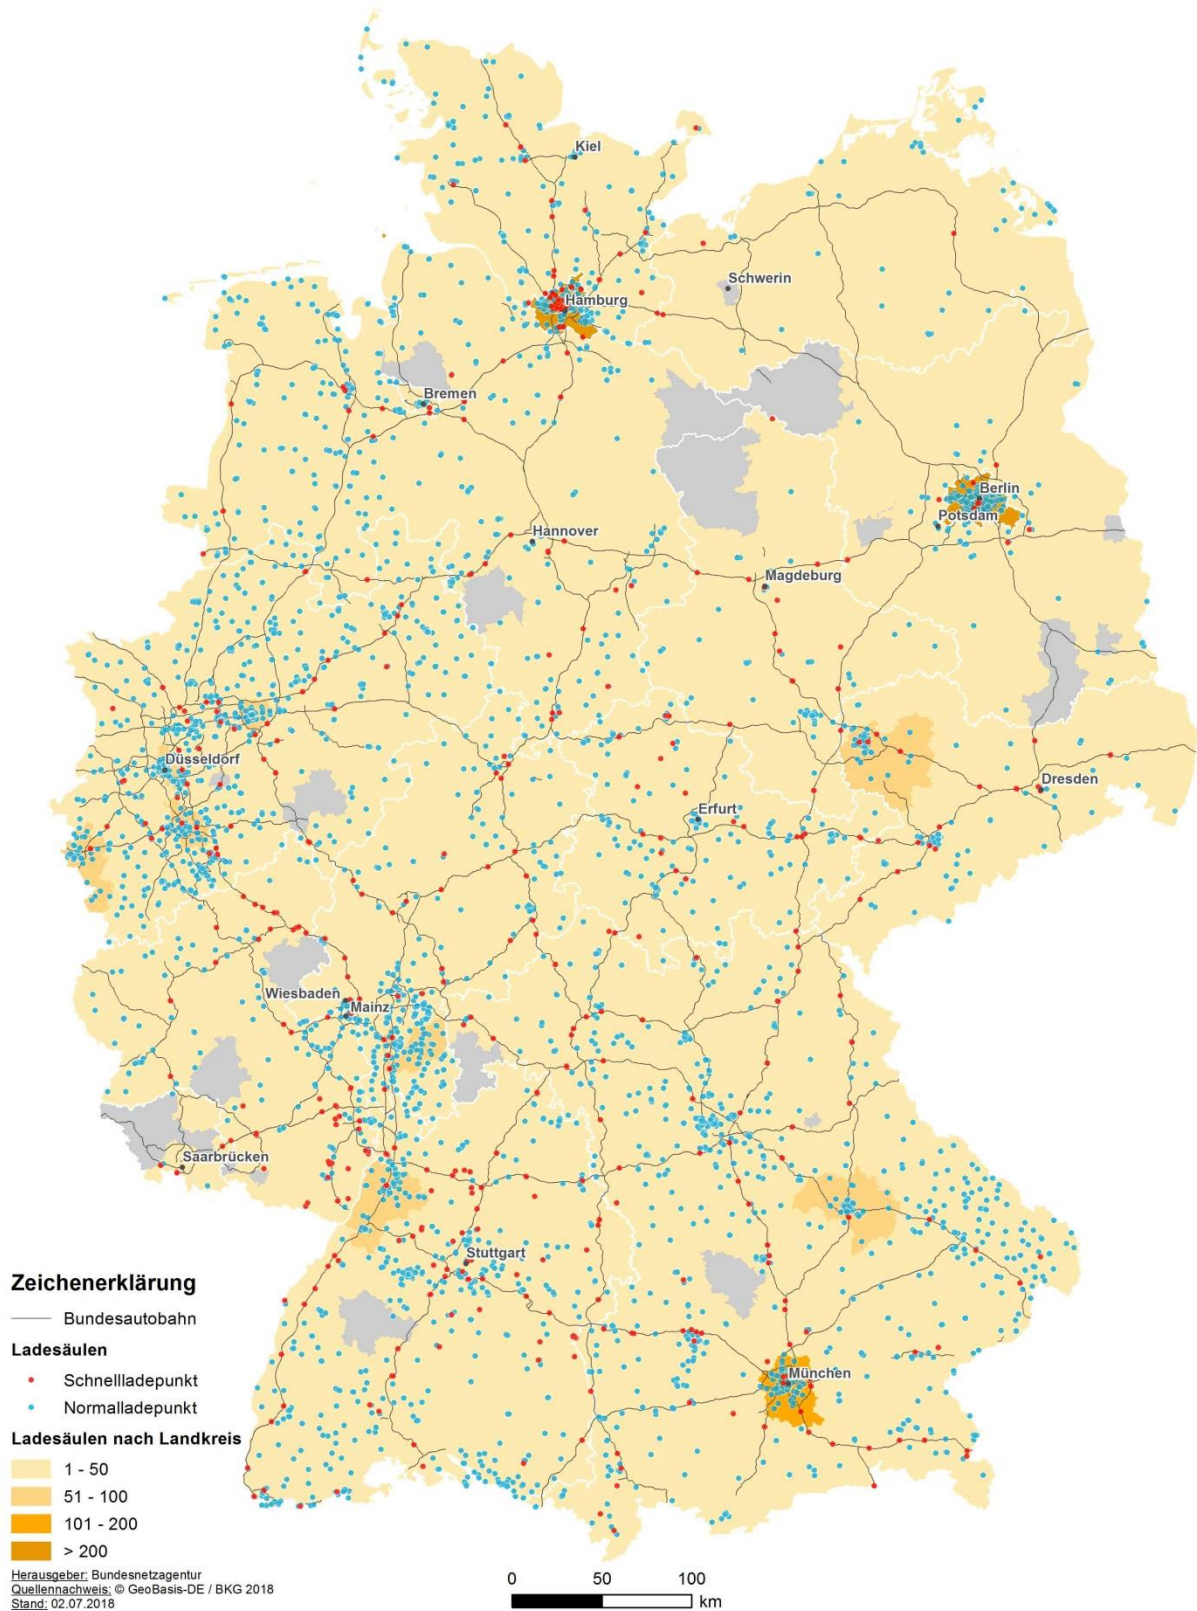 Kiel
Schwerin
Hamburg
Bremen
Berlin
Potsdam
Hannover
Magdeburg
Düsseldorf
Dresden
Erfurt
Wiesbaden
Mainz
Saarbrücken
Stuttgart
München
Zeichenerklärung
Bundesautobahn
Ladesäulen
Schnellladepunkt
Normalladepunkt
Ladesäulen nach Landkreis
1 - 50
51 - 100
101 - 200
> 200
Herausgeber: Bundesnetzagentur
Quellennachweis: © GeoBasis-DE / BKG 2018
Stand: 02.07.2018
0 50 100
km